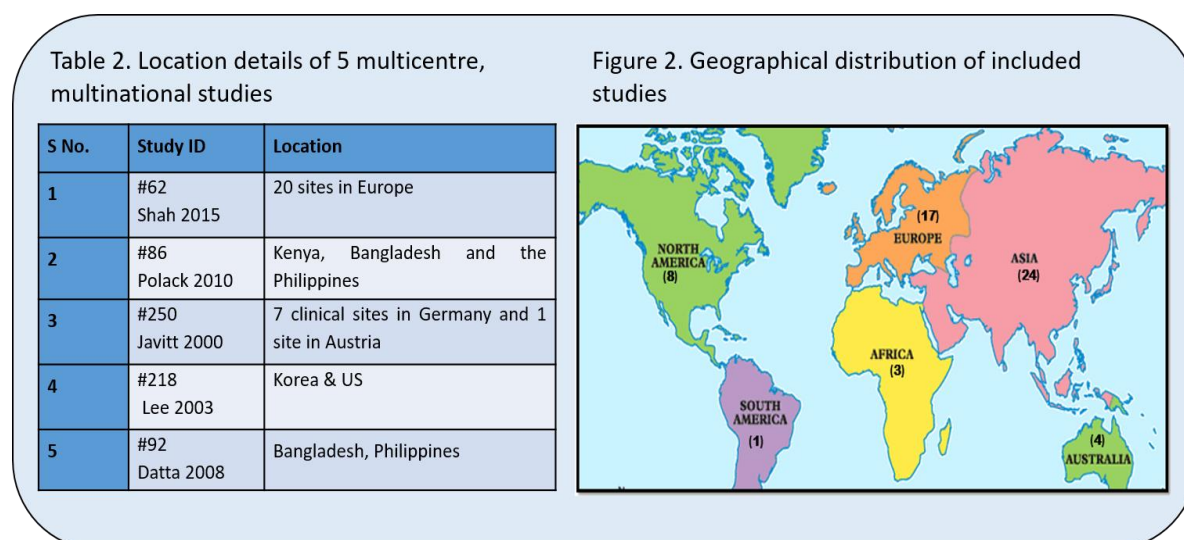 Table 2. Location details of 5 multicentre,
multinational studies
S No.
Study ID
Location
1
#62
Shah 2015
20 sites in Europe
2
#86
Polack 2010
Kenya, Bangladesh and the
Philippines
3
#250
Javitt 2000
7 clinical sites in Germany and 1
site in Austria
4
#218
Lee 2003
Korea & US
5
#92
Datta 2008
Bangladesh, Philippines
Figure 2. Geographical distribution of included
studies
NORTH
AMERICA
(8)
(17)
EUROPE
ASIA
(24)
AFRICA
(3)
SOUTH
AMERICA
(1)
(4)
AUSTRALIA